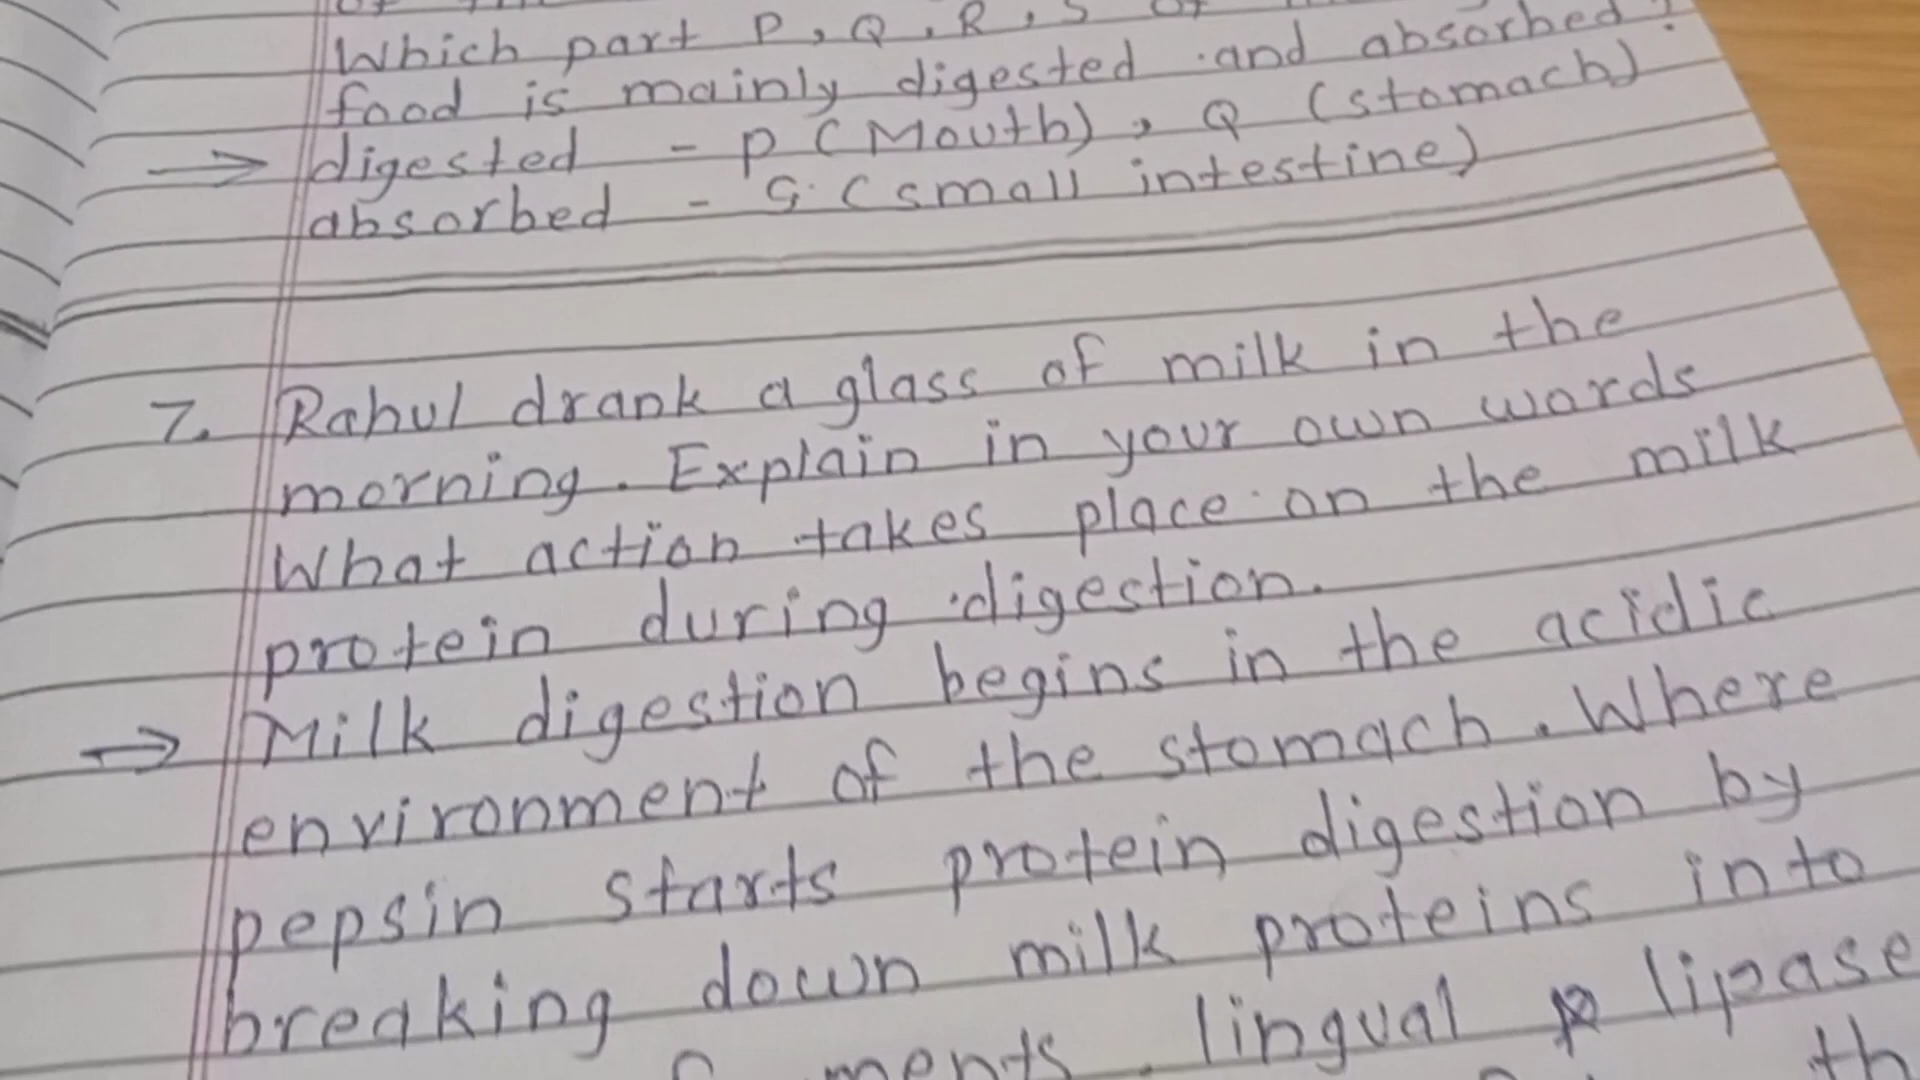 Which part P, Q, R, S of
food is mainly digested and absorbed?
→ digested - P (Mouth), Q (stomach)
absorbed - S (small intestine)
7. Rahul drank a glass of milk in the
morning. Explain in your own words
What action takes place on the milk
protein during digestion.
→ Milk digestion begins in the acidic
environment of the stomach. Where
pepsin starts protein digestion by
breaking down milk proteins into
lingual lipase